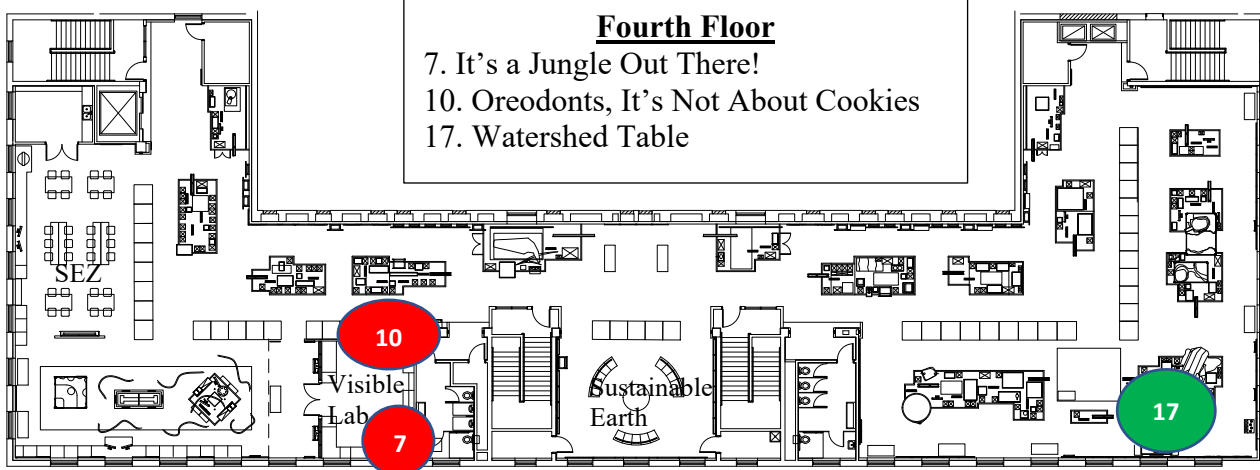 Fourth Floor
7. It’s a Jungle Out There!
10. Oreodonts, It’s Not About Cookies
17. Watershed Table
SEZ
10
Visible
Lab
7
Sustainable
Earth
17